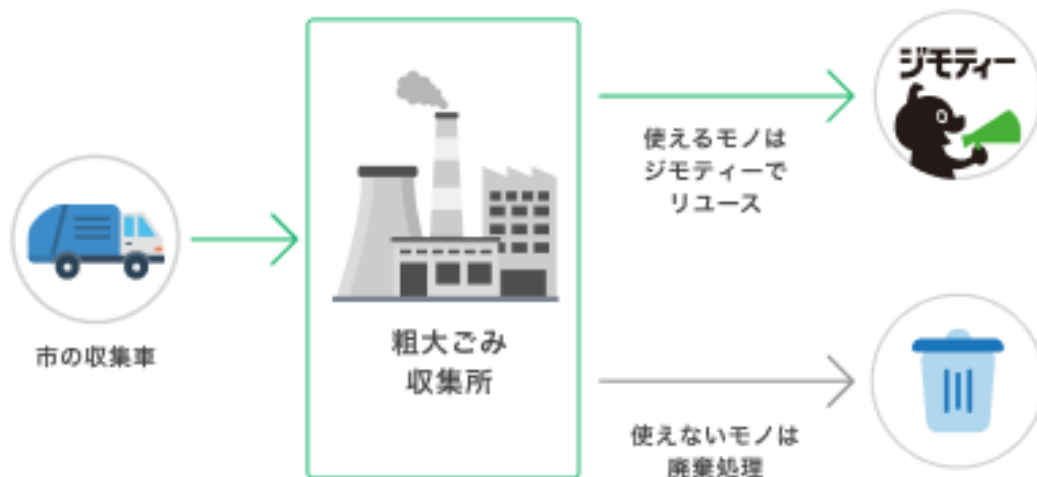 市の収集車
粗大ごみ
収集所
使えるモノは
ジモティーで
リユース
ジモティー
使えないモノは
廃棄処理